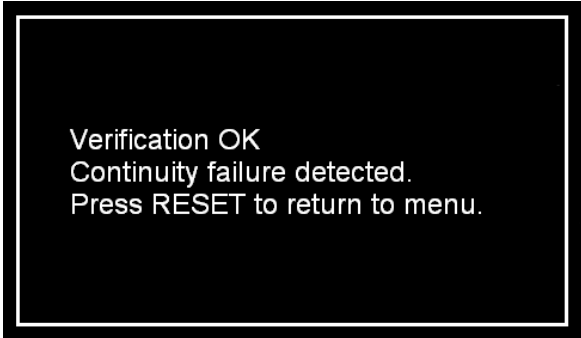 Verification OK
Continuity failure detected.
Press RESET to return to menu.